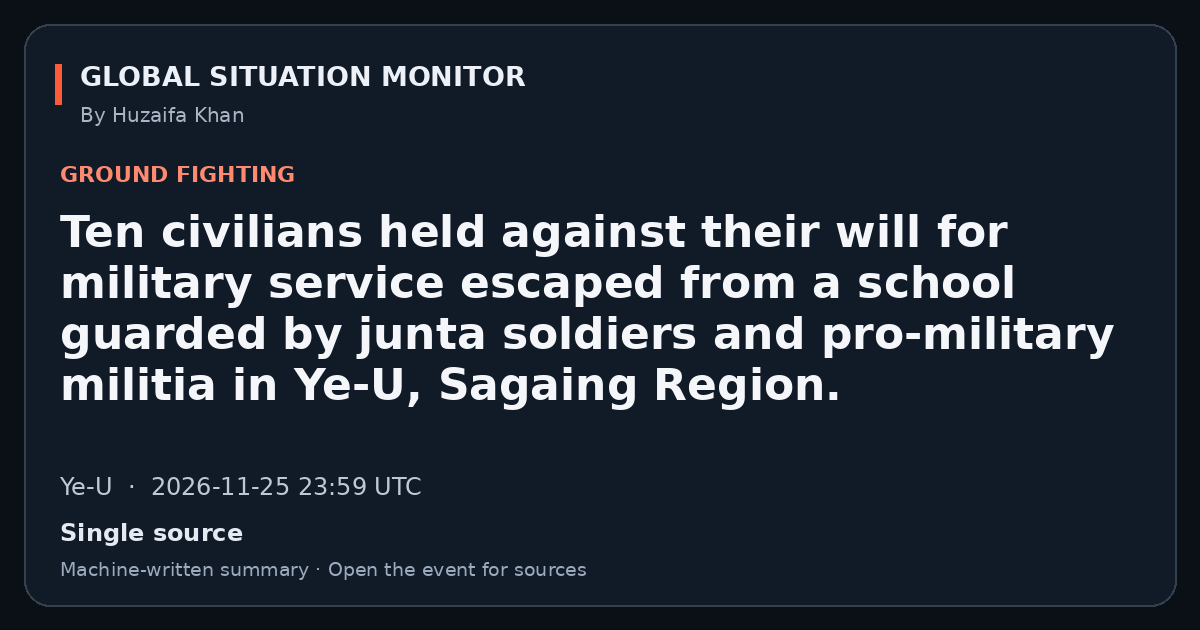 GLOBAL SITUATION MONITOR
By Huzaifa Khan
GROUND FIGHTING
Ten civilians held against their will for
military service escaped from a school
guarded by junta soldiers and pro-military
militia in Ye-U, Sagaing Region.
Ye-U · 2026-11-25 23:59 UTC
Single source
Machine-written summary · Open the event for sources